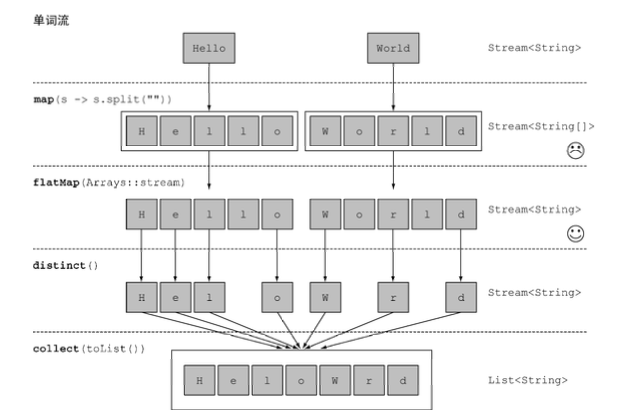 单词流
Hello World Stream<String>
map(s -> s.split(""))
H e l l o W o r l d Stream<String[]>
flatMap(Arrays::stream)
H e l l o W o r l d Stream<String>
distinct()
H e l o W r d Stream<String>
collect(toList())
H e l o W r d List<String>